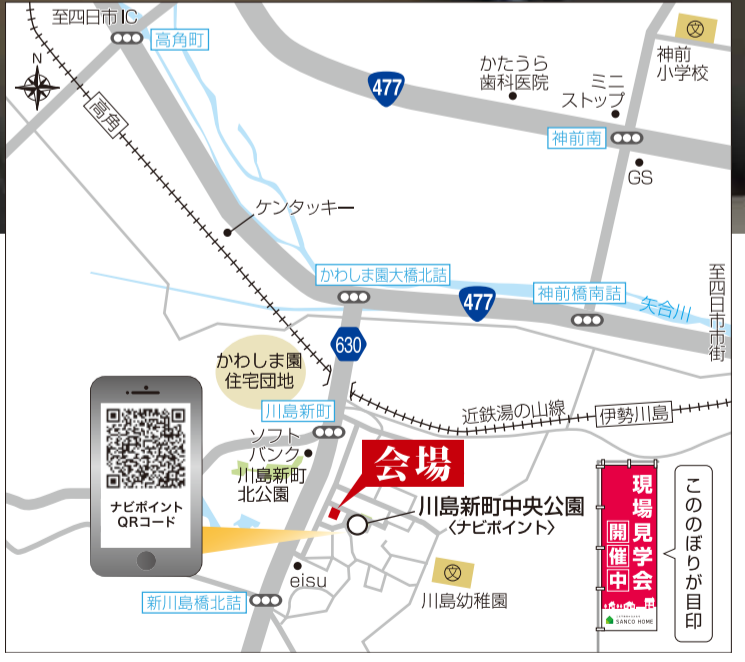 至四日市IC
高角町
N
高角
477
かたうら
歯科医院
ミニ
ストップ
文
神前
小学校
神前南
GS
ケンタッキー
かわしま園大橋北詰
477
神前橋南詰
矢合川
至四日市市街
630
かわしま園
住宅団地
川島新町
近鉄湯の山線
伊勢川島
ソフト
バンク
川島新町
北公園
会場
川島新町中央公園
〈ナビポイント〉
ナビポイント
QRコード
eisu
文
川島幼稚園
新川島橋北詰
現場見学会
開催中
SANCO HOME
こののぼりが目印